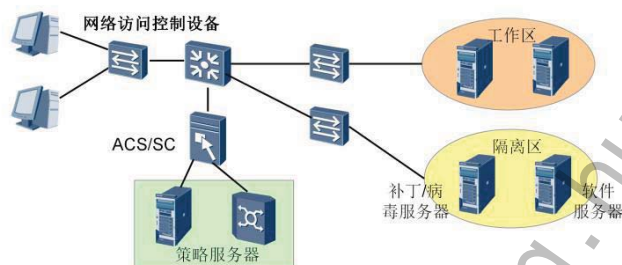 网络访问控制设备
工作区
ACS/SC
隔离区
补丁/病
毒服务器
软件
服务器
策略服务器